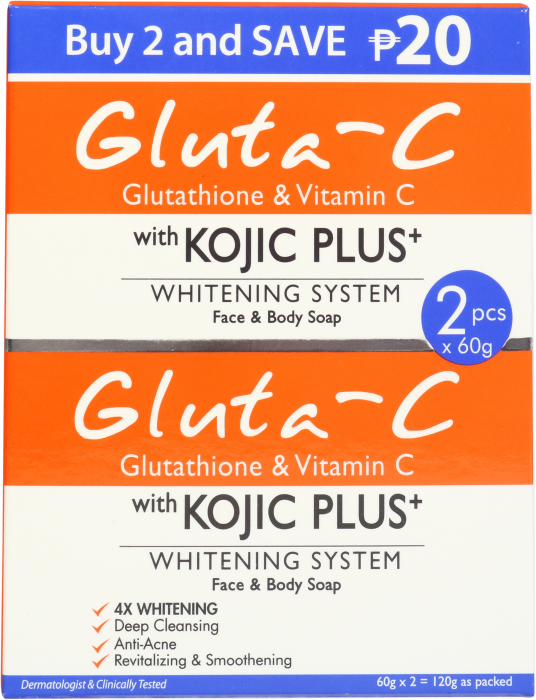 Buy 2 and SAVE ₱20
Gluta-C
Glutathione & Vitamin C
with KOJIC PLUS+
WHITENING SYSTEM
Face & Body Soap
2 pcs
x 60g
Gluta-C
Glutathione & Vitamin C
with KOJIC PLUS+
WHITENING SYSTEM
Face & Body Soap
✓ 4X WHITENING
✓ Deep Cleansing
✓ Anti-Acne
✓ Revitalizing & Smoothening
Dermatologist & Clinically Tested
60g x 2 = 120g as packed